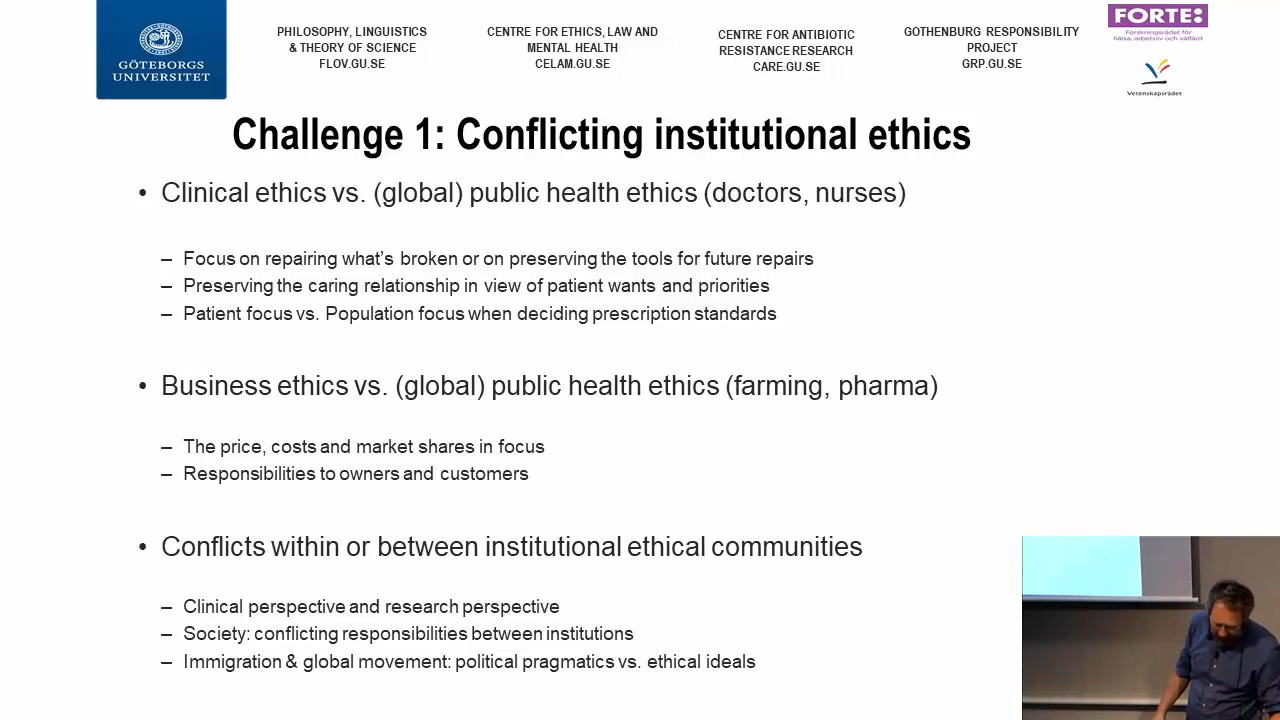 GÖTEBORGS
UNIVERSITET
PHILOSOPHY, LINGUISTICS
& THEORY OF SCIENCE
FLOV.GU.SE
CENTRE FOR ETHICS, LAW AND
MENTAL HEALTH
CELAM.GU.SE
CENTRE FOR ANTIBIOTIC
RESISTANCE RESEARCH
CARE.GU.SE
GOTHENBURG RESPONSIBILITY
PROJECT
GRP.GU.SE
FORTE:
Forskningsrådet för
hälsa, arbetsliv och välfärd
Vetenskapsrådet
Challenge 1: Conflicting institutional ethics
• Clinical ethics vs. (global) public health ethics (doctors, nurses)
– Focus on repairing what's broken or on preserving the tools for future repairs
– Preserving the caring relationship in view of patient wants and priorities
– Patient focus vs. Population focus when deciding prescription standards
• Business ethics vs. (global) public health ethics (farming, pharma)
– The price, costs and market shares in focus
– Responsibilities to owners and customers
• Conflicts within or between institutional ethical communities
– Clinical perspective and research perspective
– Society: conflicting responsibilities between institutions
– Immigration & global movement: political pragmatics vs. ethical ideals